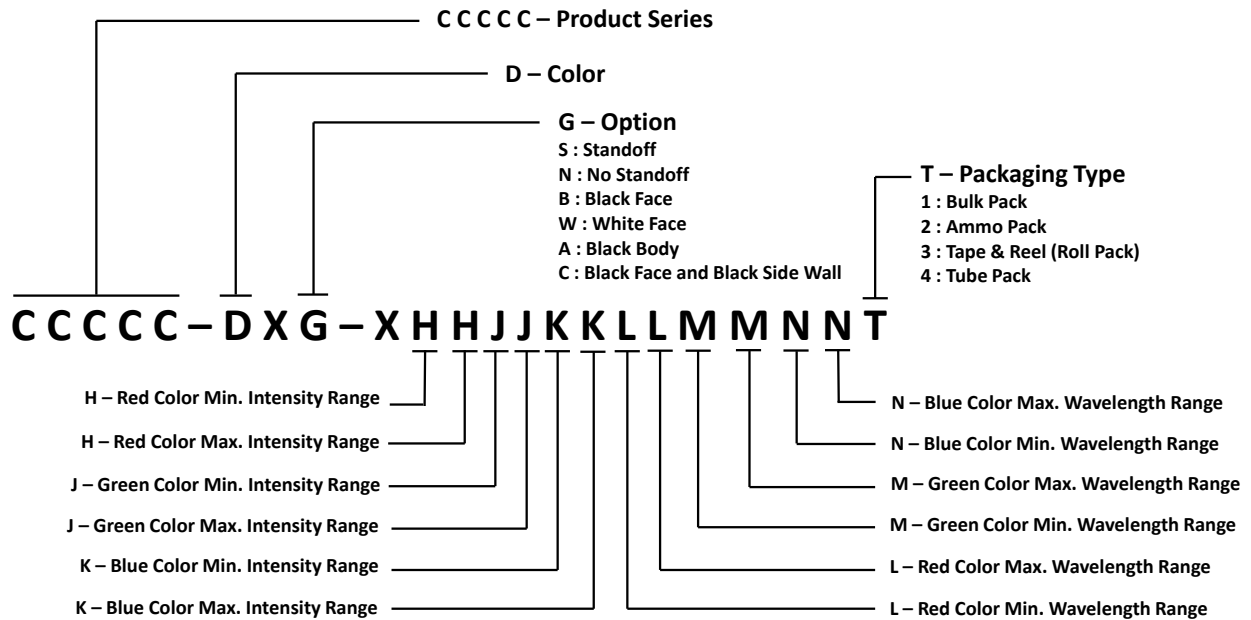 C C C C C – Product Series
D – Color
G – Option
S : Standoff
N : No Standoff
B : Black Face
W : White Face
A : Black Body
C : Black Face and Black Side Wall
T – Packaging Type
1 : Bulk Pack
2 : Ammo Pack
3 : Tape & Reel (Roll Pack)
4 : Tube Pack
C C C C C – D X G – X H H J J K K L L M M N N T
H – Red Color Min. Intensity Range
H – Red Color Max. Intensity Range
J – Green Color Min. Intensity Range
J – Green Color Max. Intensity Range
K – Blue Color Min. Intensity Range
K – Blue Color Max. Intensity Range
N – Blue Color Max. Wavelength Range
N – Blue Color Min. Wavelength Range
M – Green Color Max. Wavelength Range
M – Green Color Min. Wavelength Range
L – Red Color Max. Wavelength Range
L – Red Color Min. Wavelength Range